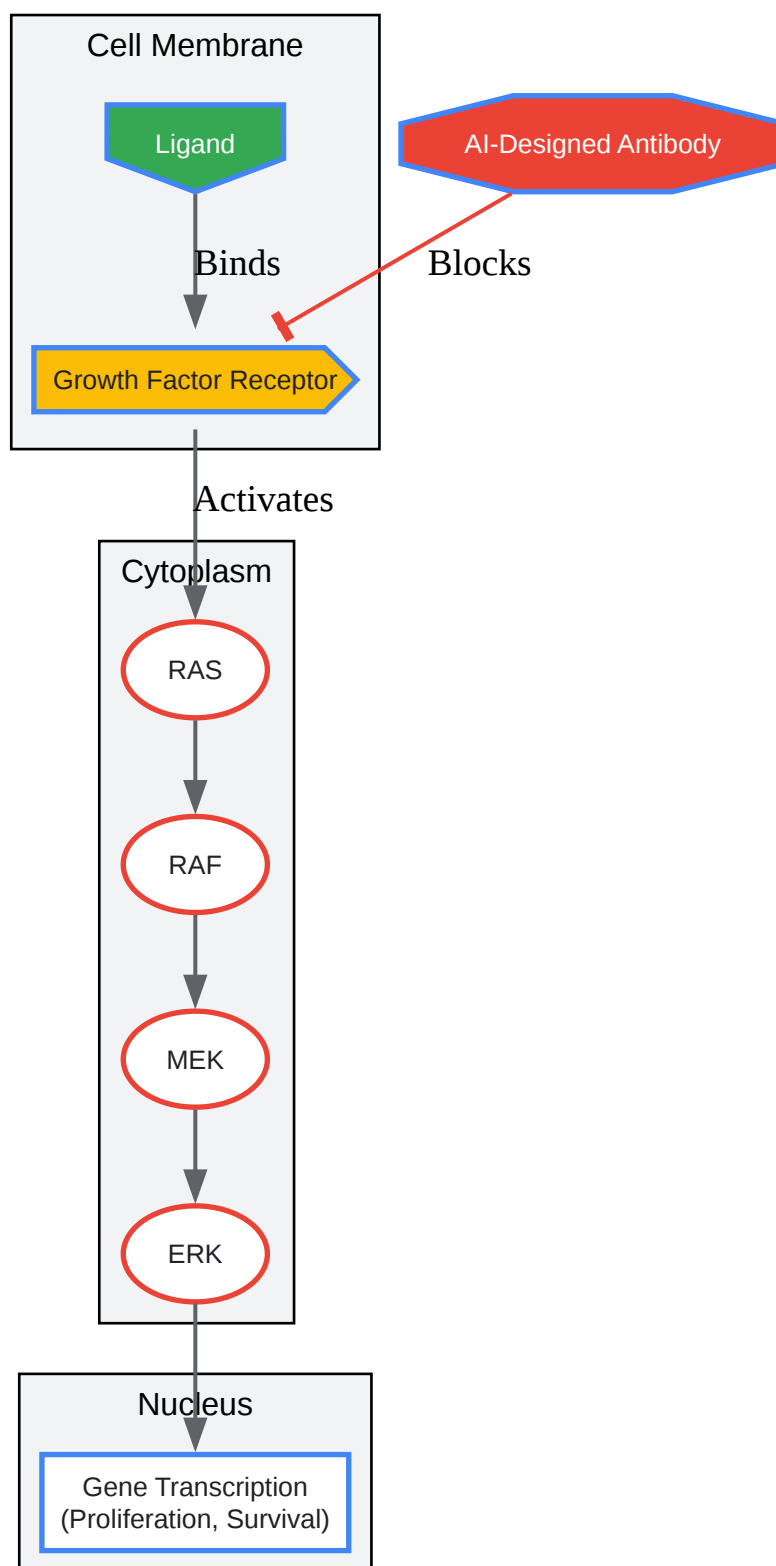 Cell Membrane
Ligand
AI-Designed Antibody
Binds
Blocks
Growth Factor Receptor
Activates
Cytoplasm
RAS
RAF
MEK
ERK
Nucleus
Gene Transcription
(Proliferation, Survival)